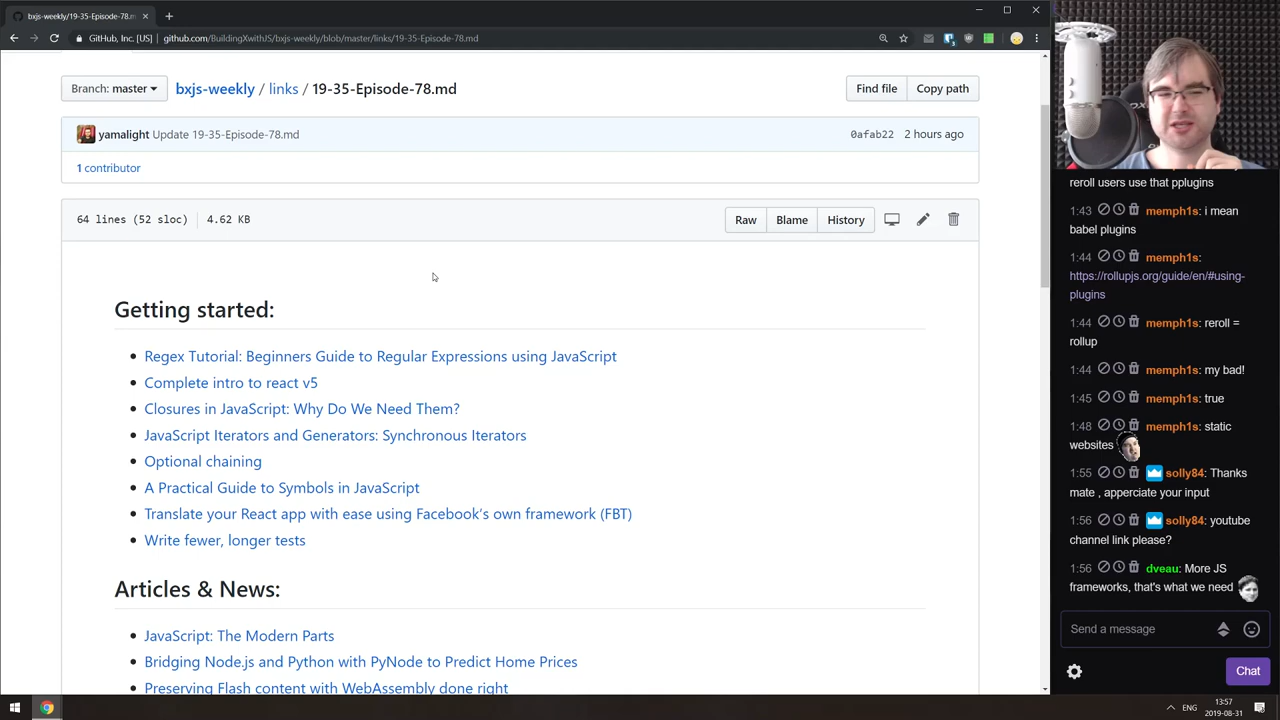 bxjs-weekly/19-35-Episode-78.m
GitHub, Inc. [US]
github.com/BuildingXwithJS/bxjs-weekly/blob/master/links/19-35-Episode-78.md
Branch: master
bxjs-weekly / links / 19-35-Episode-78.md
Find file
Copy path
yamalight Update 19-35-Episode-78.md
0afab22 2 hours ago
1 contributor
64 lines (52 sloc) 4.62 KB
Raw
Blame
History
Getting started:
Regex Tutorial: Beginners Guide to Regular Expressions using JavaScript
Complete intro to react v5
Closures in JavaScript: Why Do We Need Them?
JavaScript Iterators and Generators: Synchronous Iterators
Optional chaining
A Practical Guide to Symbols in JavaScript
Translate your React app with ease using Facebook’s own framework (FBT)
Write fewer, longer tests
Articles & News:
JavaScript: The Modern Parts
Bridging Node.js and Python with PyNode to Predict Home Prices
Preserving Flash content with WebAssembly done right
reroll users use that pplugins
1:43 memph1s: i mean
babel plugins
1:44 memph1s:
https://rollupjs.org/guide/en/#using-
plugins
1:44 memph1s: reroll =
rollup
1:44 memph1s: my bad!
1:45 memph1s: true
1:48 memph1s: static
websites
1:55 solly84: Thanks
mate , apperciate your input
1:56 solly84: youtube
channel link please?
1:56 dveau: More JS
frameworks, that's what we need
Send a message
Chat
ENG
13:57
2019-08-31